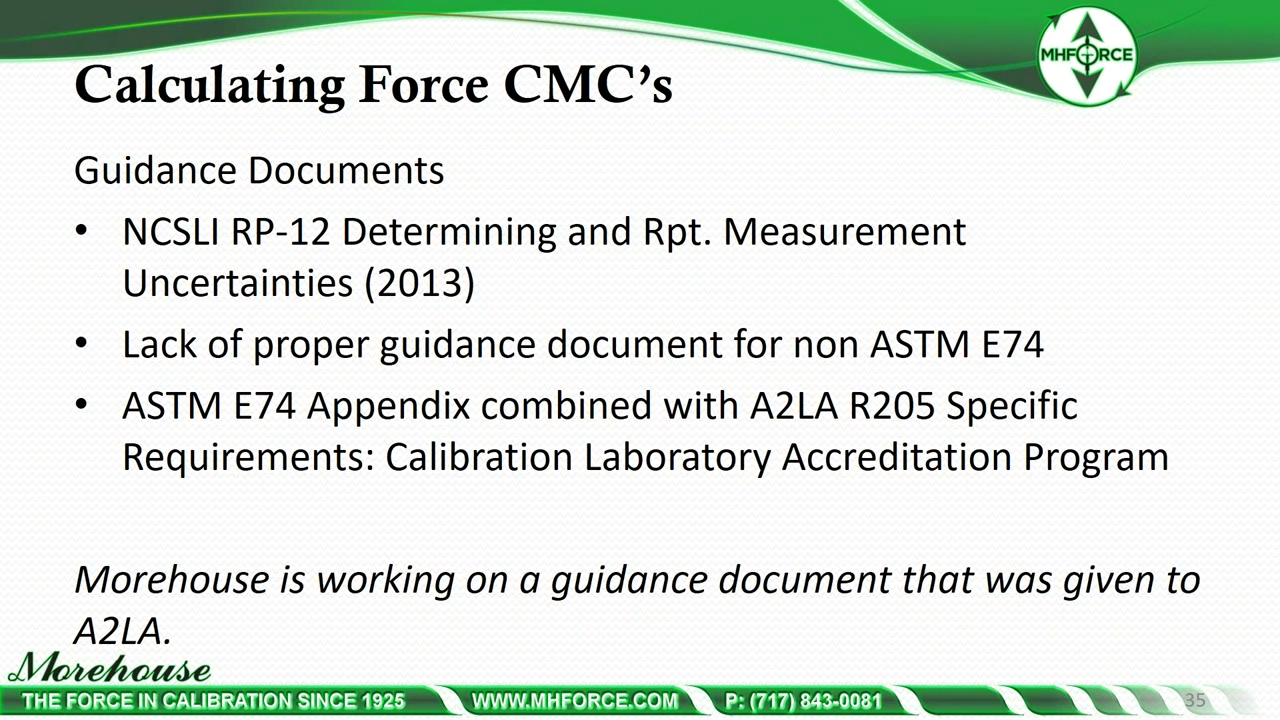 MHFORCE
Calculating Force CMC’s
Guidance Documents
• NCSLI RP-12 Determining and Rpt. Measurement
Uncertainties (2013)
• Lack of proper guidance document for non ASTM E74
• ASTM E74 Appendix combined with A2LA R205 Specific
Requirements: Calibration Laboratory Accreditation Program
Morehouse is working on a guidance document that was given to
A2LA.
Morehouse
THE FORCE IN CALIBRATION SINCE 1925 WWW.MHFORCE.COM P: (717) 843-0081 35